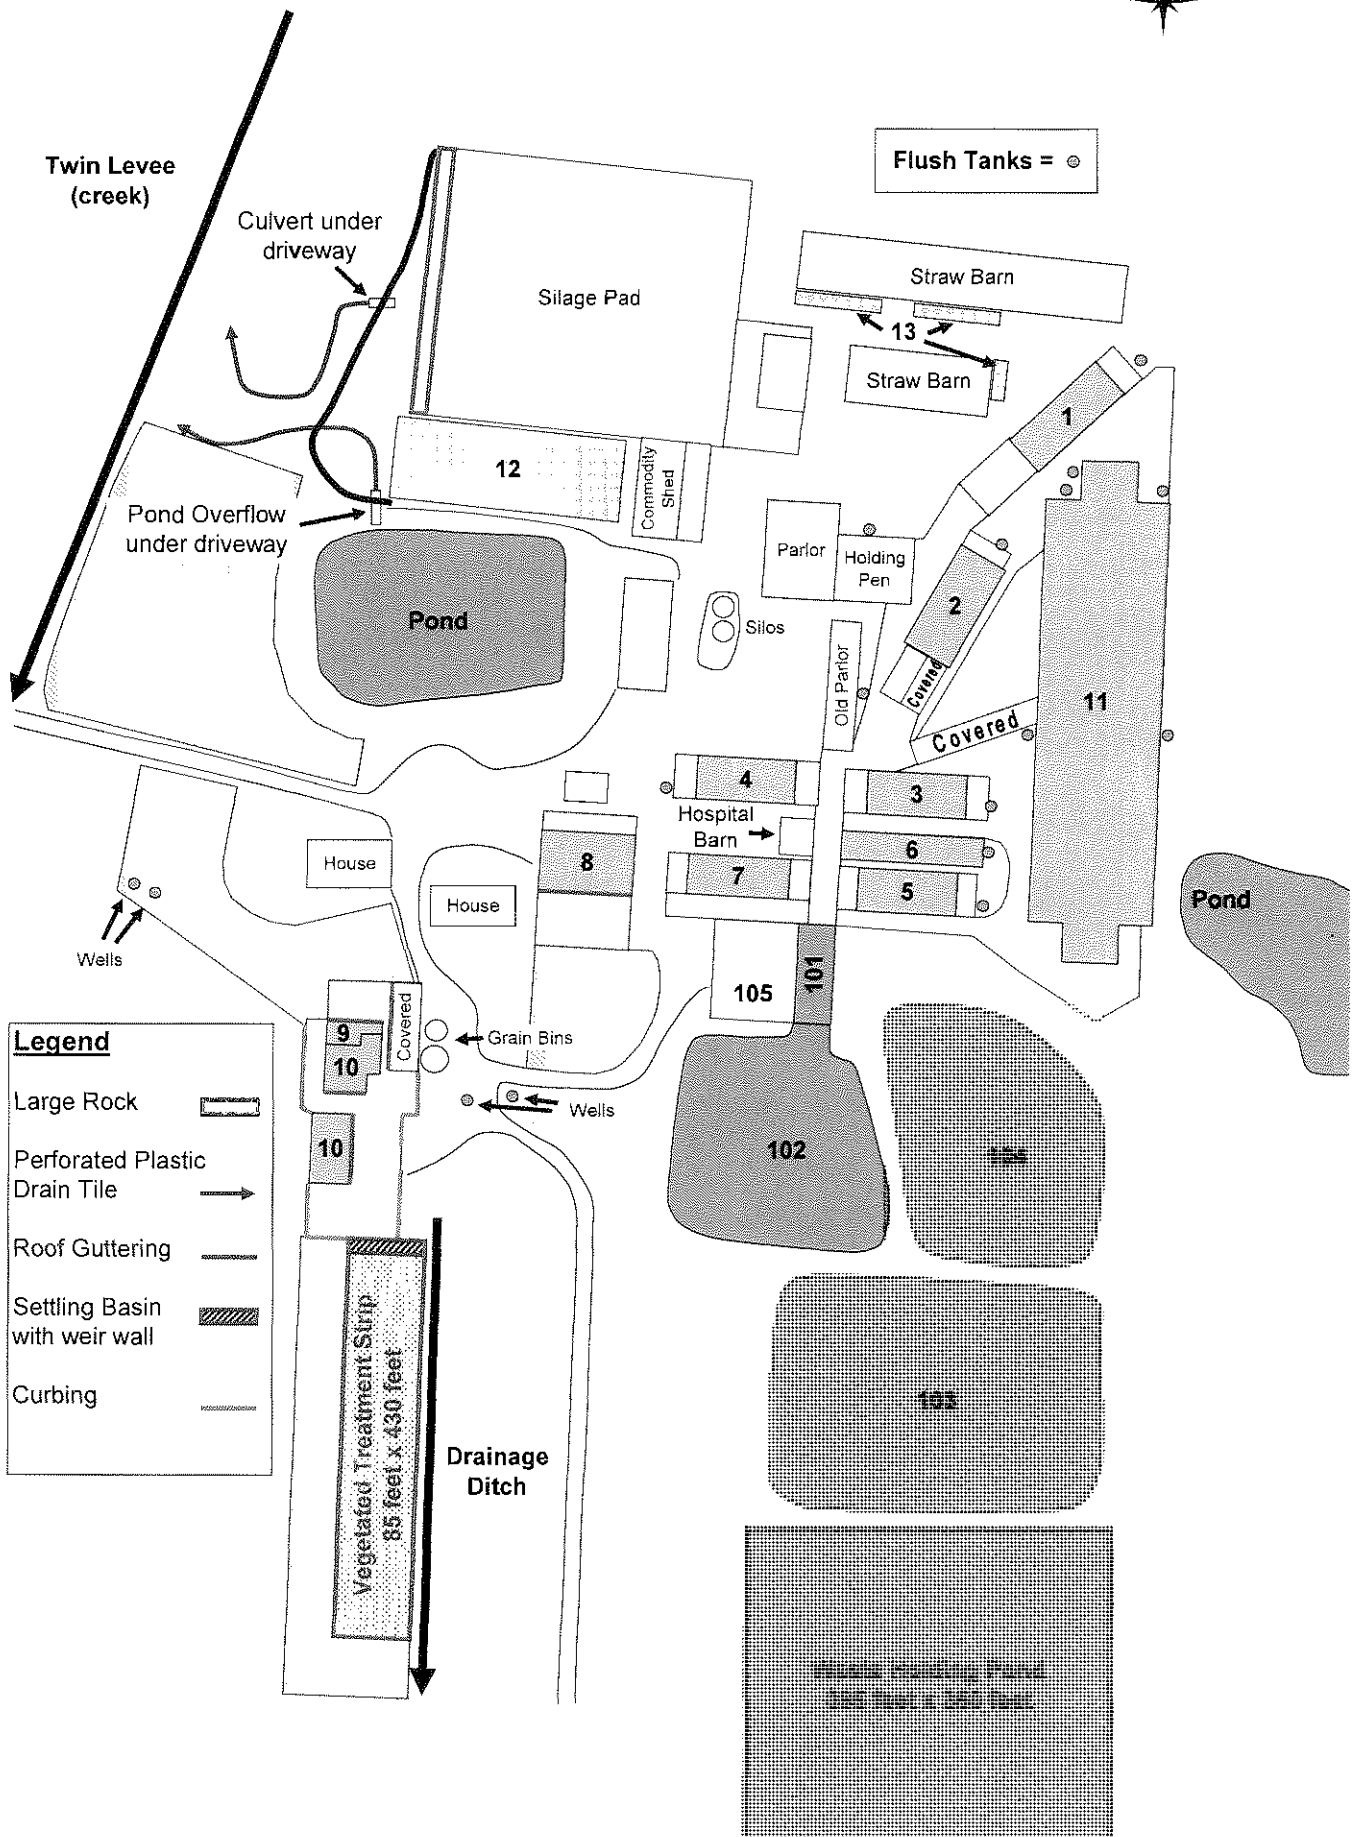 Flush Tanks =
Twin Levee
(creek)
Culvert under
driveway
Silage Pad
Straw Barn
13
Straw Barn
1
12
Commodity
Shed
Pond Overflow
under driveway
Parlor
Holding
Pen
2
Pond
Silos
Covered
Old Parlor
11
Covered
4
3
Hospital
Barn
6
House
8
7
5
House
Pond
Wells
101
105
Covered
Legend
9
Grain Bins
10
Large Rock
Wells
10
102
Perforated Plastic
Drain Tile
Roof Guttering
Settling Basin
with weir wall
Curbing
103
Vegetated Treatment Strip
85 feet x 430 feet
Drainage
Ditch